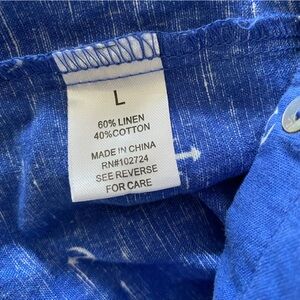 L
60% LINEN
40%COTTON
MADE IN CHINA
RN#102724
SEE REVERSE
FOR CARE